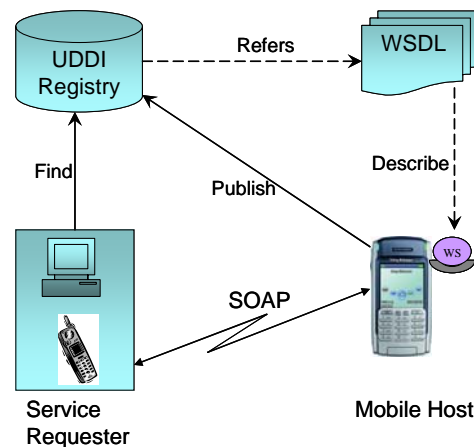 UDDI
Registry
Refers
WSDL
Find
Publish
Describe
WS
SOAP
Service
Requester
Mobile Host